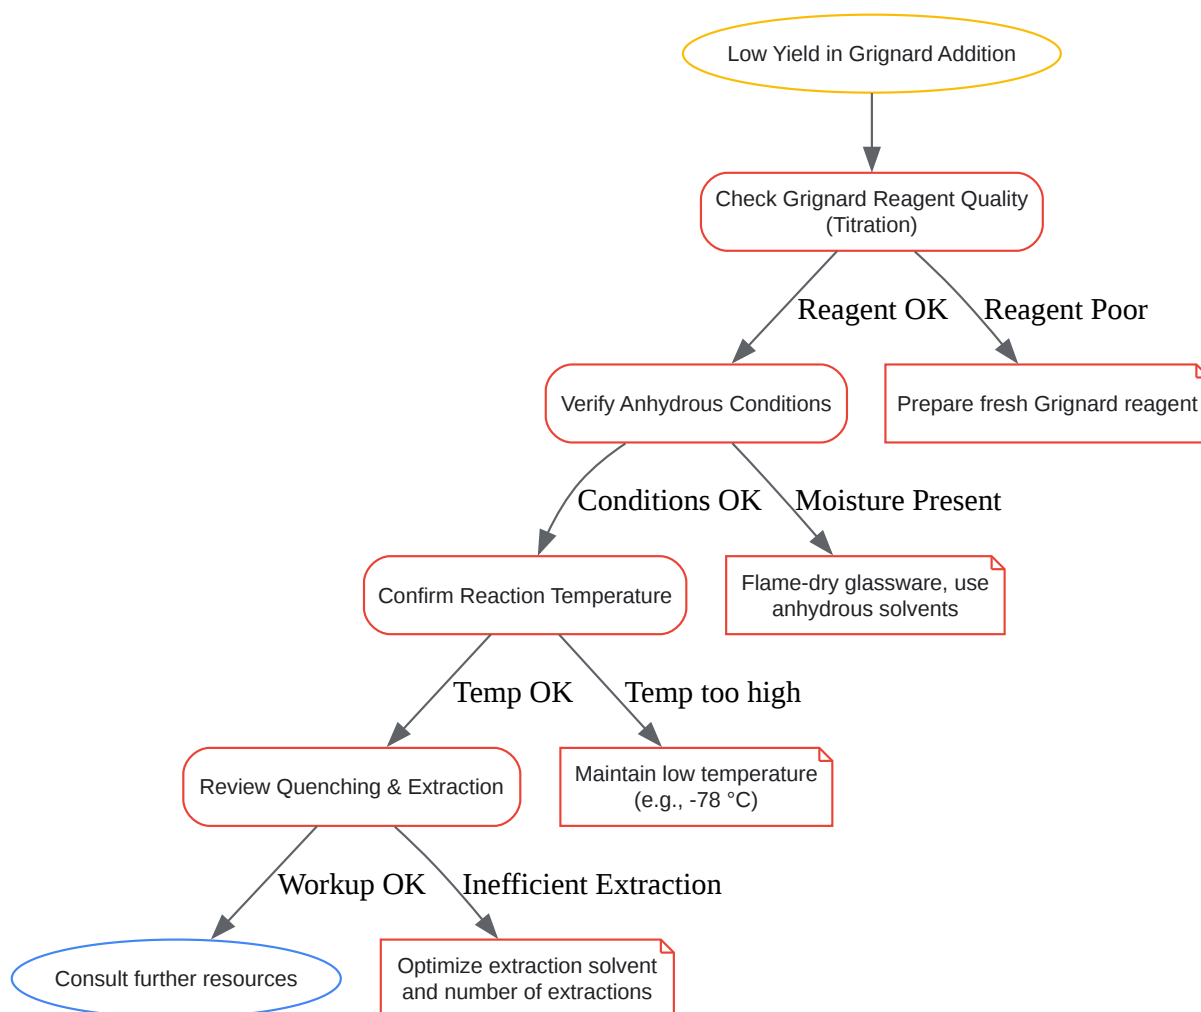 Low Yield in Grignard Addition
Check Grignard Reagent Quality
(Titration)
Reagent OK
Reagent Poor
Verify Anhydrous Conditions
Prepare fresh Grignard reagent
Conditions OK
Moisture Present
Confirm Reaction Temperature
Flame-dry glassware, use
anhydrous solvents
Temp OK
Temp too high
Review Quenching & Extraction
Maintain low temperature
(e.g., -78 °C)
Workup OK
Inefficient Extraction
Consult further resources
Optimize extraction solvent
and number of extractions